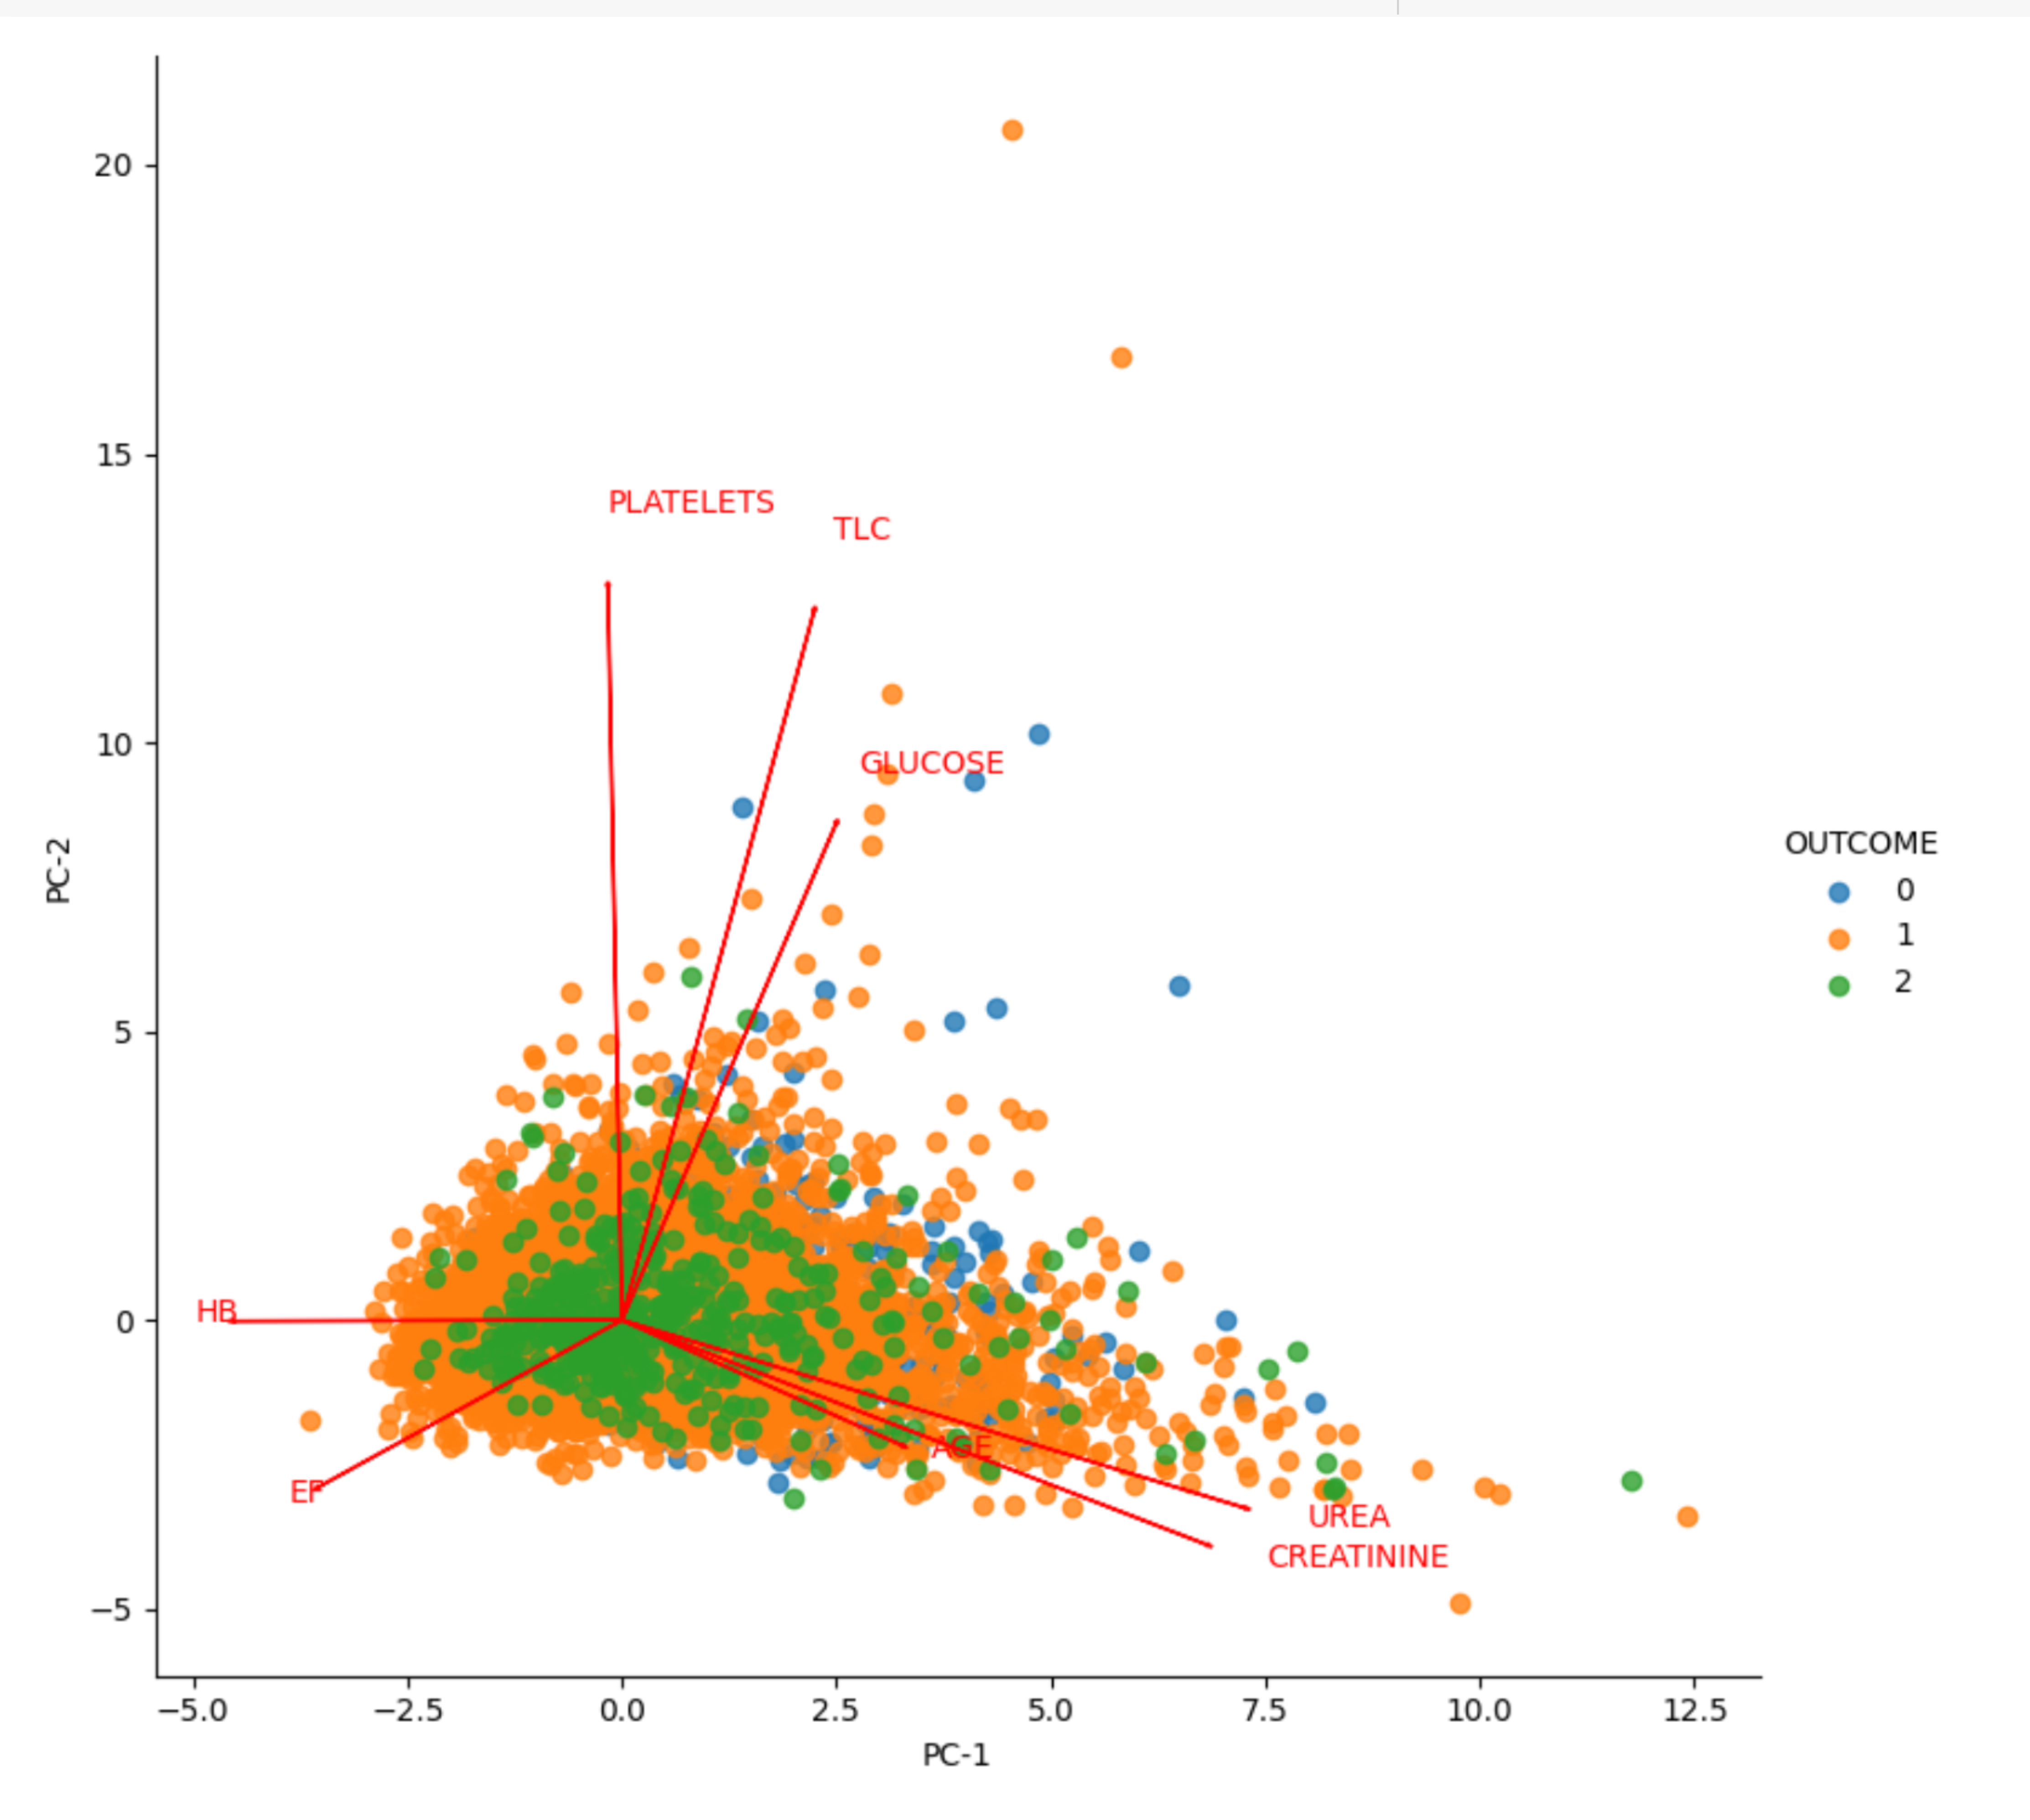 20
15
10
5
0
−5
PC-2
PLATELETS
TLC
GLUCOSE
HB
EF
AGE
UREA
CREATININE
OUTCOME
0
1
2
−5.0 −2.5 0.0 2.5 5.0 7.5 10.0 12.5
PC-1